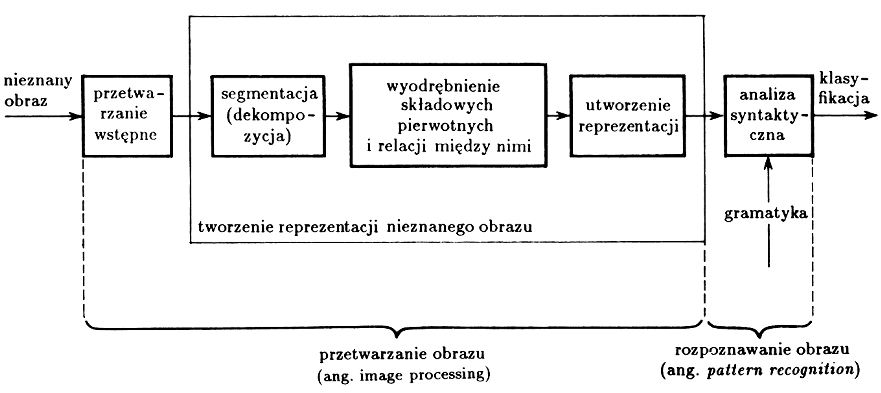 nieznany
obraz
przetwa-
rzanie
wstępne
segmentacja
(dekompo-
zycja)
wyodrębnienie
składowych
pierwotnych
i relacji między nimi
utworzenie
reprezentacji
analiza
syntakty-
czna
klasy-
fikacja
gramatyka
tworzenie reprezentacji nieznanego obrazu
przetwarzanie obrazu
(ang. image processing)
rozpoznawanie obrazu
(ang. pattern recognition)